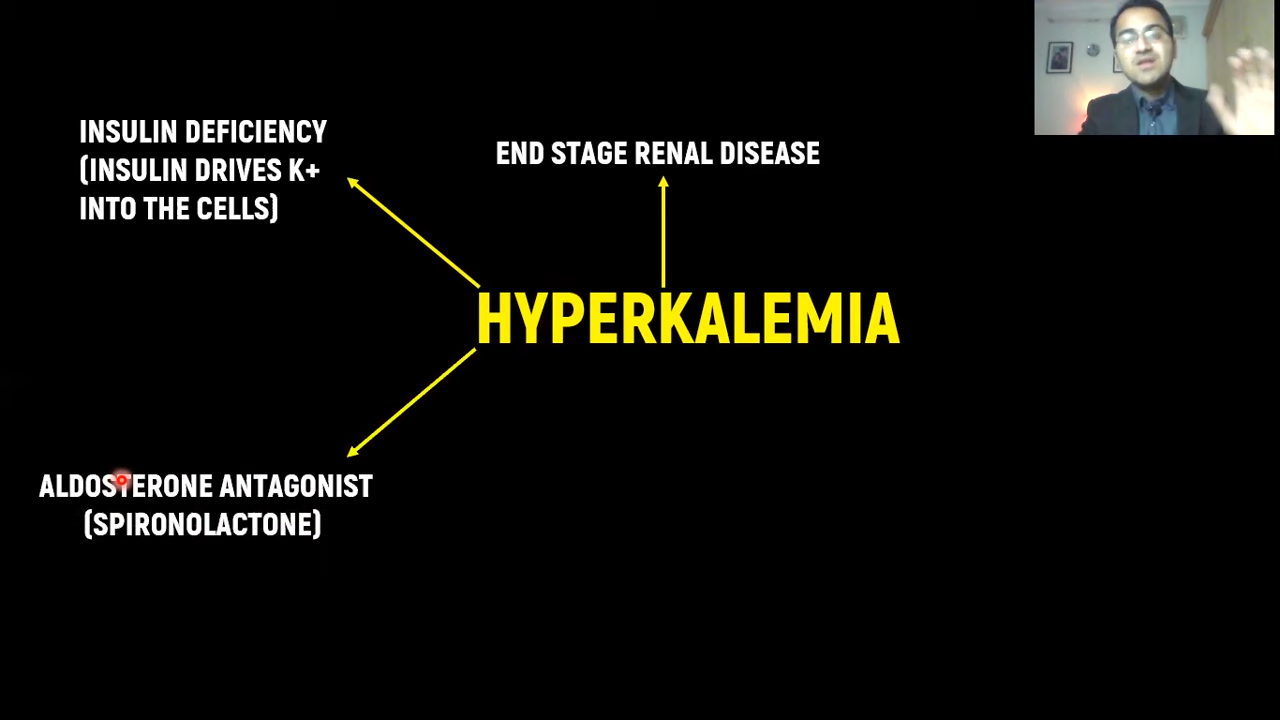 INSULIN DEFICIENCY
(INSULIN DRIVES K+
INTO THE CELLS)
END STAGE RENAL DISEASE
HYPERKALEMIA
ALDOSTERONE ANTAGONIST
(SPIRONOLACTONE)